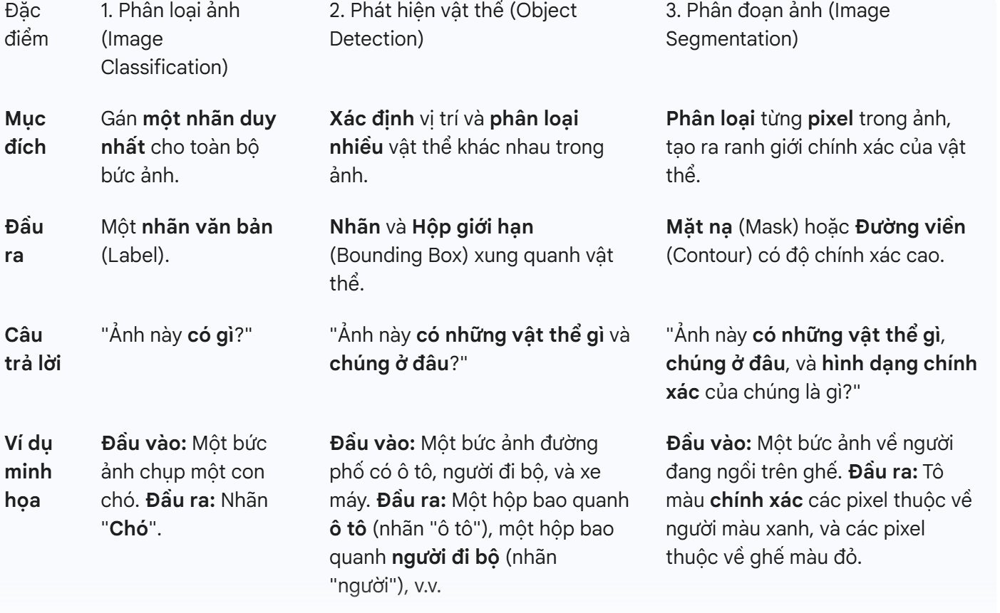 Đặc
điểm
1. Phân loại ảnh
(Image
Classification)
2. Phát hiện vật thể (Object
Detection)
3. Phân đoạn ảnh (Image
Segmentation)
Mục
đích
Gán một nhãn duy
nhất cho toàn bộ
bức ảnh.
Xác định vị trí và phân loại
nhiều vật thể khác nhau trong
ảnh.
Phân loại từng pixel trong ảnh,
tạo ra ranh giới chính xác của vật
thể.
Đầu
ra
Một nhãn văn bản
(Label).
Nhãn và Hộp giới hạn
(Bounding Box) xung quanh vật
thể.
Mặt nạ (Mask) hoặc Đường viền
(Contour) có độ chính xác cao.
Câu
trả lời
"Ảnh này có gì?"
"Ảnh này có những vật thể gì và
chúng ở đâu?"
"Ảnh này có những vật thể gì,
chúng ở đâu, và hình dạng chính
xác của chúng là gì?"
Ví dụ
minh
họa
Đầu vào: Một bức
ảnh chụp một con
chó. Đầu ra: Nhãn
"Chó".
Đầu vào: Một bức ảnh đường
phố có ô tô, người đi bộ, và xe
máy. Đầu ra: Một hộp bao quanh
ô tô (nhãn "ô tô"), một hộp bao
quanh người đi bộ (nhãn
"người"), v.v.
Đầu vào: Một bức ảnh về người
đang ngồi trên ghế. Đầu ra: Tô
màu chính xác các pixel thuộc về
người màu xanh, và các pixel
thuộc về ghế màu đỏ.